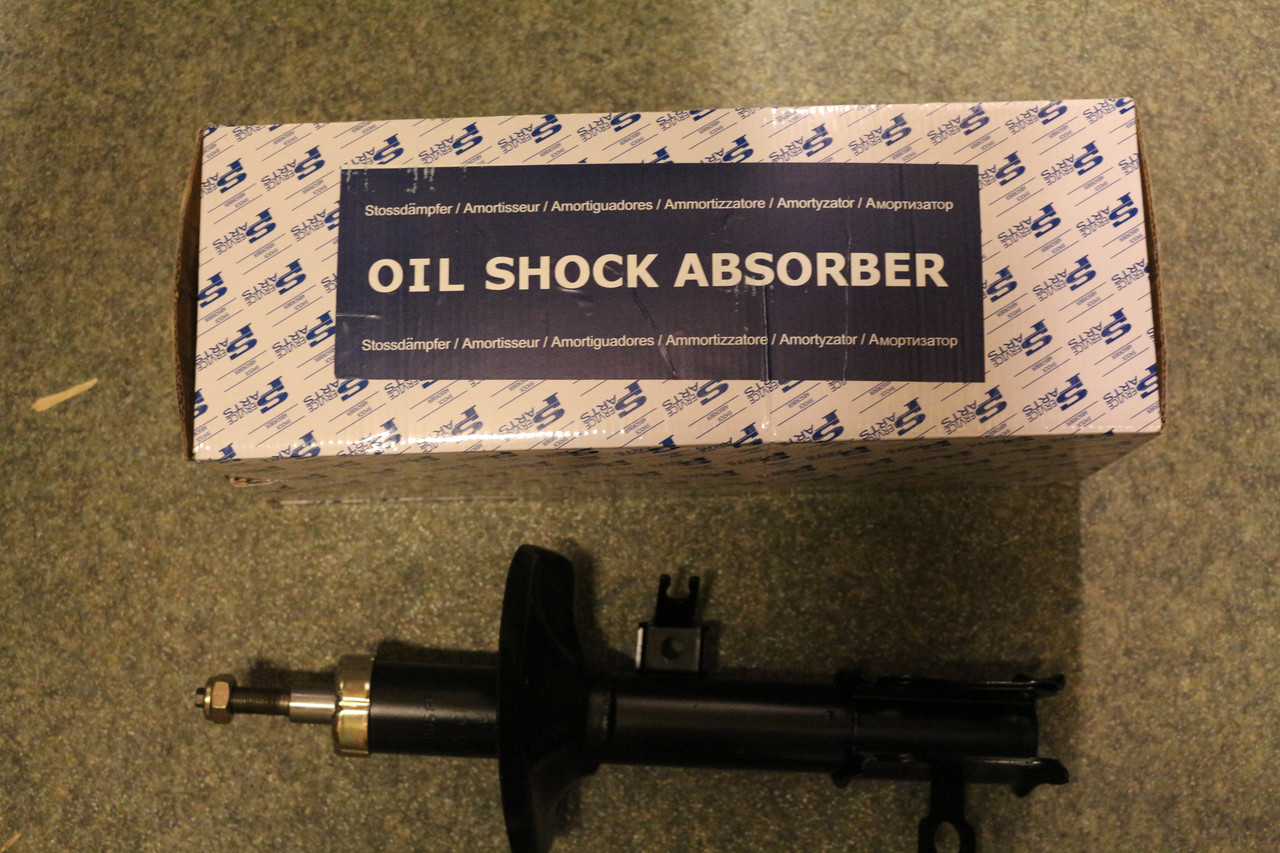 Stossdämpfer / Amortisseur / Amortiguadores / Ammortizzatore / Amortyzator / Амортизатор
OIL SHOCK ABSORBER
Stossdämpfer / Amortisseur / Amortiguadores / Ammortizzatore / Amortyzator / Амортизатор